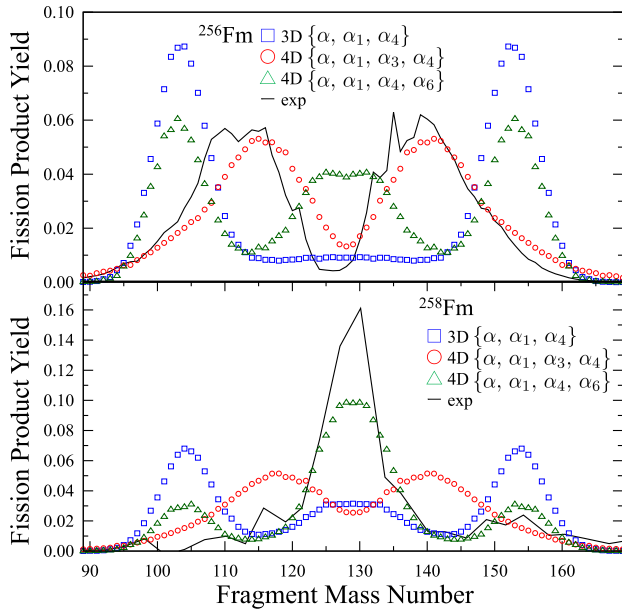 ²⁵⁶Fm
3D {α, α₁, α₄}
4D {α, α₁, α₃, α₄}
4D {α, α₁, α₄, α₆}
exp
Fission Product Yield
0.10
0.08
0.06
0.04
0.02
0.00
²⁵⁸Fm
3D {α, α₁, α₄}
4D {α, α₁, α₃, α₄}
4D {α, α₁, α₄, α₆}
exp
Fission Product Yield
0.16
0.14
0.12
0.10
0.08
0.06
0.04
0.02
0.00
90 100 110 120 130 140 150 160
Fragment Mass Number